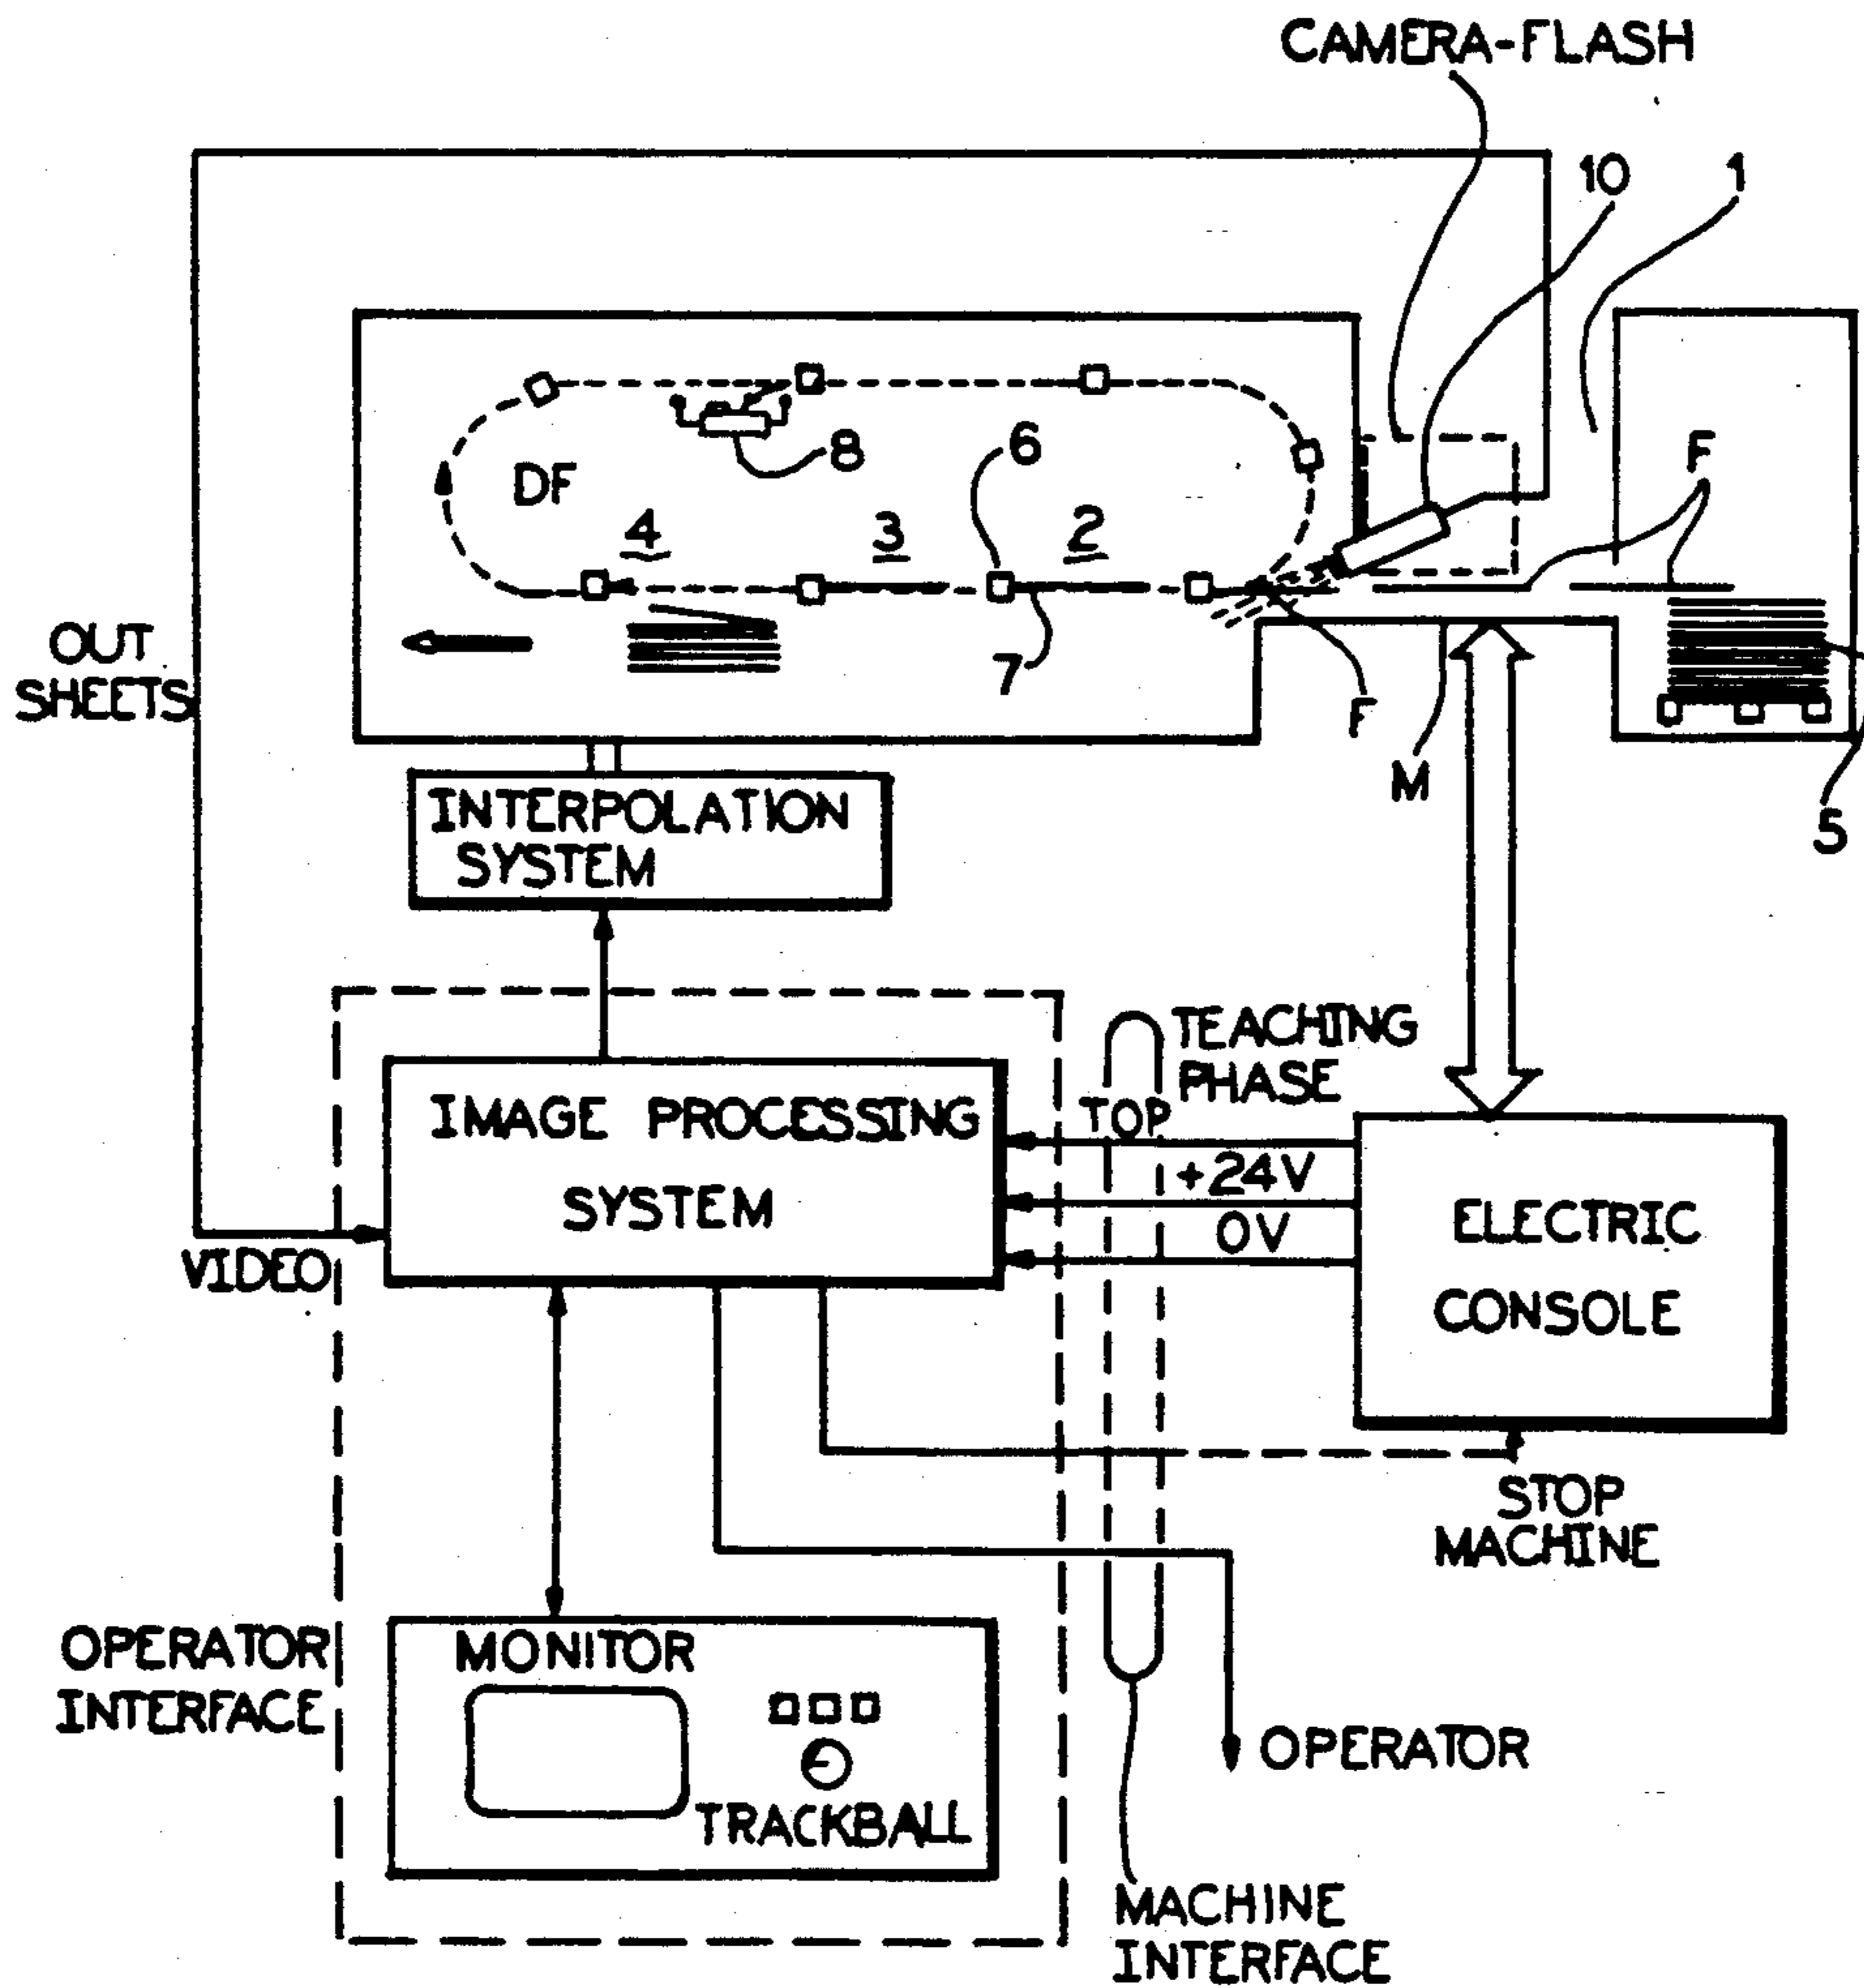 CAMERA-FLASH
10
1
F
8
6
DF
4
3
2
OUT
SHEETS
7
F
M
5
INTERPOLATION
SYSTEM
TEACHING
PHASE
TOP
IMAGE PROCESSING
SYSTEM
+24V
0V
ELECTRIC
CONSOLE
VIDEO
STOP
MACHINE
OPERATOR
INTERFACE
MONITOR
TRACKBALL
OPERATOR
MACHINE
INTERFACE